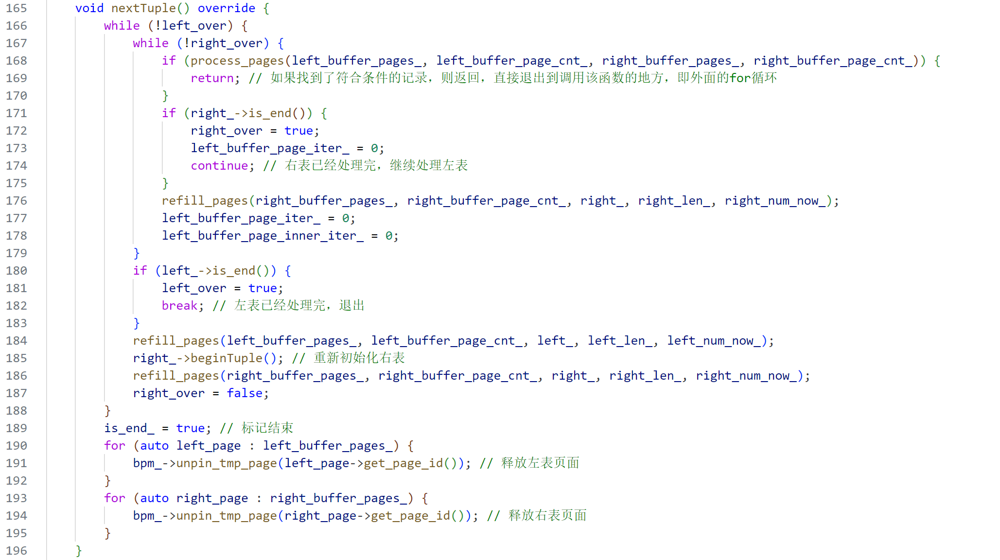 165 void nextTuple() override {
166 while (!left_over) {
167 while (!right_over) {
168 if (process_pages(left_buffer_pages_, left_buffer_page_cnt_, right_buffer_pages_, right_buffer_page_cnt_)) {
169 return; // 如果找到了符合条件的记录，则返回，直接退出到调用该函数的地方，即外面的for循环
170 }
171 if (right_->is_end()) {
172 right_over = true;
173 left_buffer_page_iter_ = 0;
174 continue; // 右表已经处理完，继续处理左表
175 }
176 refill_pages(right_buffer_pages_, right_buffer_page_cnt_, right_, right_len_, right_num_now_);
177 left_buffer_page_iter_ = 0;
178 left_buffer_page_inner_iter_ = 0;
179 }
180 if (left_->is_end()) {
181 left_over = true;
182 break; // 左表已经处理完，退出
183 }
184 refill_pages(left_buffer_pages_, left_buffer_page_cnt_, left_, left_len_, left_num_now_);
185 right_->beginTuple(); // 重新初始化右表
186 refill_pages(right_buffer_pages_, right_buffer_page_cnt_, right_, right_len_, right_num_now_);
187 right_over = false;
188 }
189 is_end_ = true; // 标记结束
190 for (auto left_page : left_buffer_pages_) {
191 bpm_->unpin_tmp_page(left_page->get_page_id()); // 释放左表页面
192 }
193 for (auto right_page : right_buffer_pages_) {
194 bpm_->unpin_tmp_page(right_page->get_page_id()); // 释放右表页面
195 }
196 }